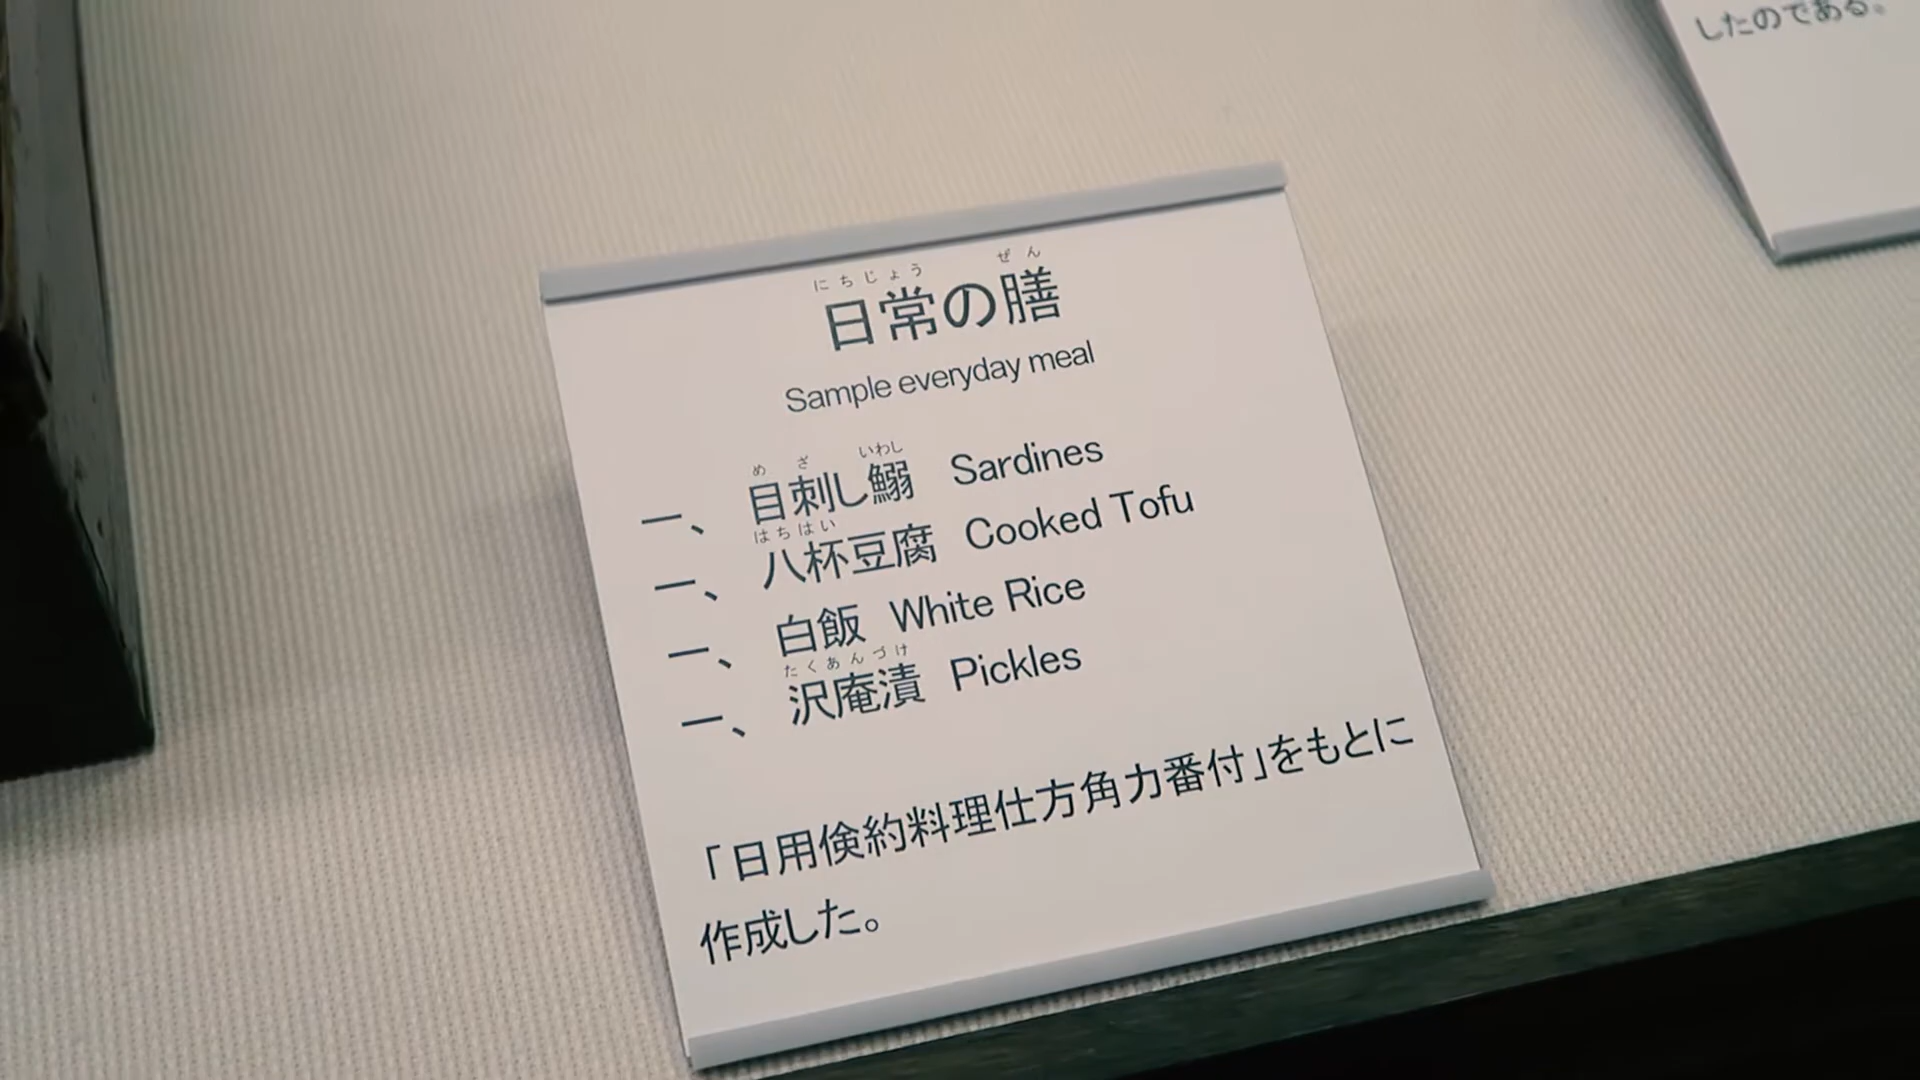 したのである。
にちじょう ぜん
日常の膳
Sample everyday meal
め ざ いわし
一、 目刺し鰯 Sardines
はちはい
一、 八杯豆腐 Cooked Tofu
一、 白飯 White Rice
たくあんづけ
一、 沢庵漬 Pickles
「日用倹約料理仕方角力番付」をもとに
作成した。